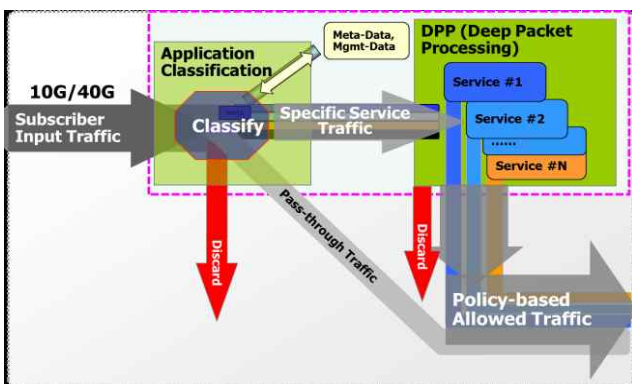 Meta-Data,
Mgmt-Data
DPP (Deep Packet
Processing)
Application
Classification
Service #1
10G/40G
Subscriber
Input Traffic
Classify
Specific Service
Traffic
Service #2
......
Service #N
Discard
Pass-through Traffic
Discard
Policy-based
Allowed Traffic